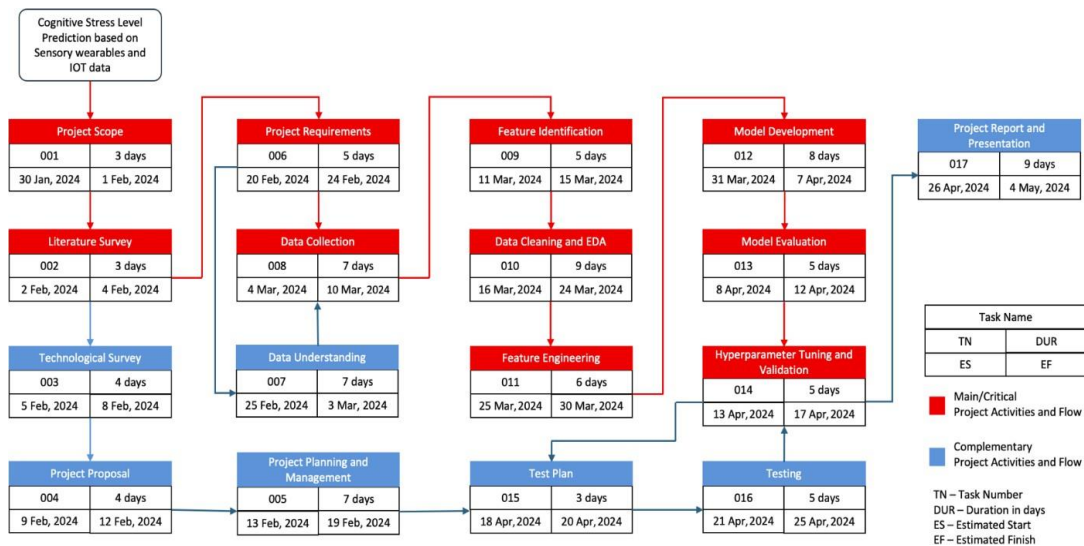 Cognitive Stress Level
Prediction based on
Sensory wearables and
IOT data
Project Scope
001 3 days
30 Jan, 2024 1 Feb, 2024
Literature Survey
002 3 days
2 Feb, 2024 4 Feb, 2024
Technological Survey
003 4 days
5 Feb, 2024 8 Feb, 2024
Project Proposal
004 4 days
9 Feb, 2024 12 Feb, 2024
Project Requirements
006 5 days
20 Feb, 2024 24 Feb, 2024
Data Collection
008 7 days
4 Mar, 2024 10 Mar, 2024
Data Understanding
007 7 days
25 Feb, 2024 3 Mar, 2024
Project Planning and
Management
005 7 days
13 Feb, 2024 19 Feb, 2024
Feature Identification
009 5 days
11 Mar, 2024 15 Mar, 2024
Data Cleaning and EDA
010 9 days
16 Mar, 2024 24 Mar, 2024
Feature Engineering
011 6 days
25 Mar, 2024 30 Mar, 2024
Test Plan
015 3 days
18 Apr, 2024 20 Apr, 2024
Model Development
012 8 days
31 Mar, 2024 7 Apr, 2024
Model Evaluation
013 5 days
8 Apr, 2024 12 Apr, 2024
Hyperparameter Tuning and
Validation
014 5 days
13 Apr, 2024 17 Apr, 2024
Testing
016 5 days
21 Apr, 2024 25 Apr, 2024
Project Report and
Presentation
017 9 days
26 Apr, 2024 4 May, 2024
Task Name
TN DUR
ES EF
Main/Critical
Project Activities and Flow
Complementary
Project Activities and Flow
TN – Task Number
DUR – Duration in days
ES – Estimated Start
EF – Estimated Finish